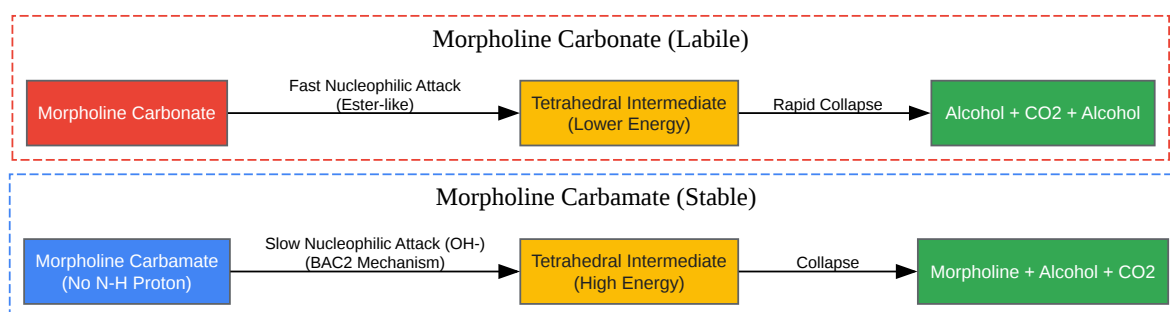 Morpholine Carbonate (Labile)
Morpholine Carbonate
Fast Nucleophilic Attack
(Ester-like)
Tetrahedral Intermediate
(Lower Energy)
Rapid Collapse
Alcohol + CO2 + Alcohol
Morpholine Carbamate (Stable)
Morpholine Carbamate
(No N-H Proton)
Slow Nucleophilic Attack (OH-)
(BAC2 Mechanism)
Tetrahedral Intermediate
(High Energy)
Collapse
Morpholine + Alcohol + CO2